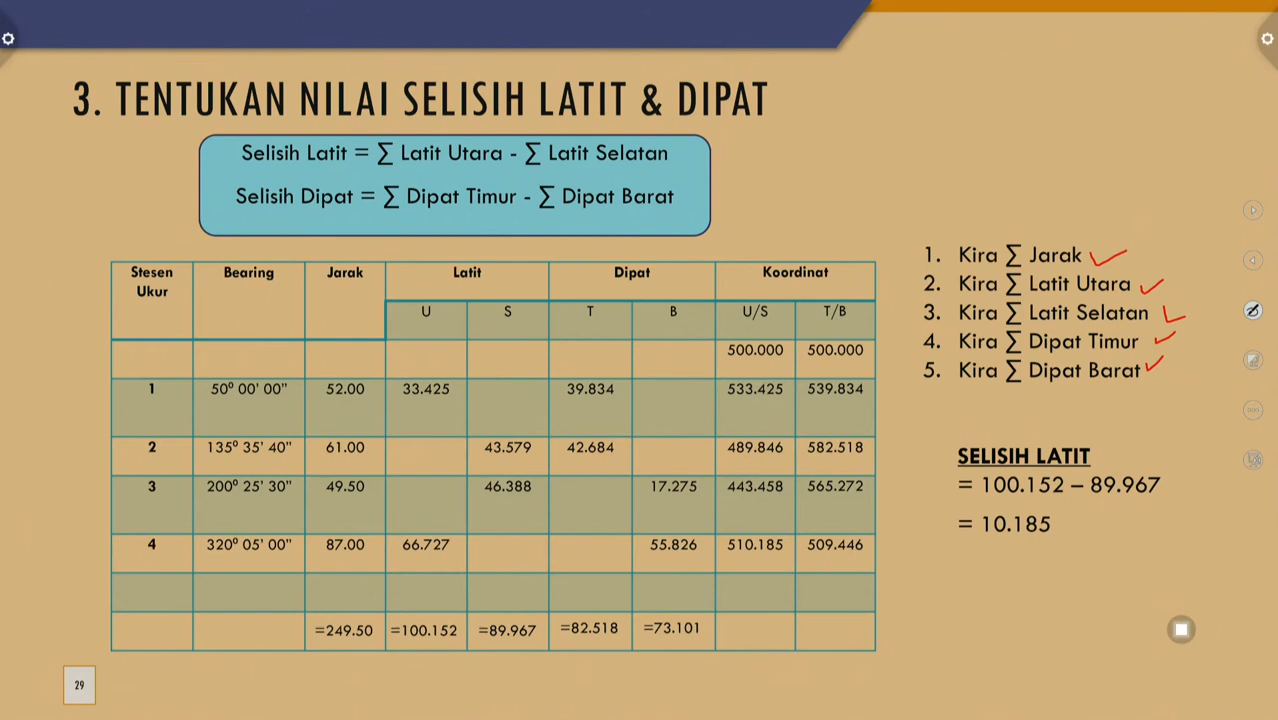 3. TENTUKAN NILAI SELISIH LATIT & DIPAT
Selisih Latit = ∑ Latit Utara - ∑ Latit Selatan
Selisih Dipat = ∑ Dipat Timur - ∑ Dipat Barat
Stesen Ukur Bearing Jarak Latit Dipat Koordinat
U S T B U/S T/B
500.000 500.000
1 50⁰ 00' 00" 52.00 33.425 39.834 533.425 539.834
2 135⁰ 35' 40" 61.00 43.579 42.684 489.846 582.518
3 200⁰ 25' 30" 49.50 46.388 17.275 443.458 565.272
4 320⁰ 05' 00" 87.00 66.727 55.826 510.185 509.446
=249.50 =100.152 =89.967 =82.518 =73.101
1. Kira ∑ Jarak
2. Kira ∑ Latit Utara
3. Kira ∑ Latit Selatan
4. Kira ∑ Dipat Timur
5. Kira ∑ Dipat Barat
SELISIH LATIT
= 100.152 – 89.967
= 10.185
29